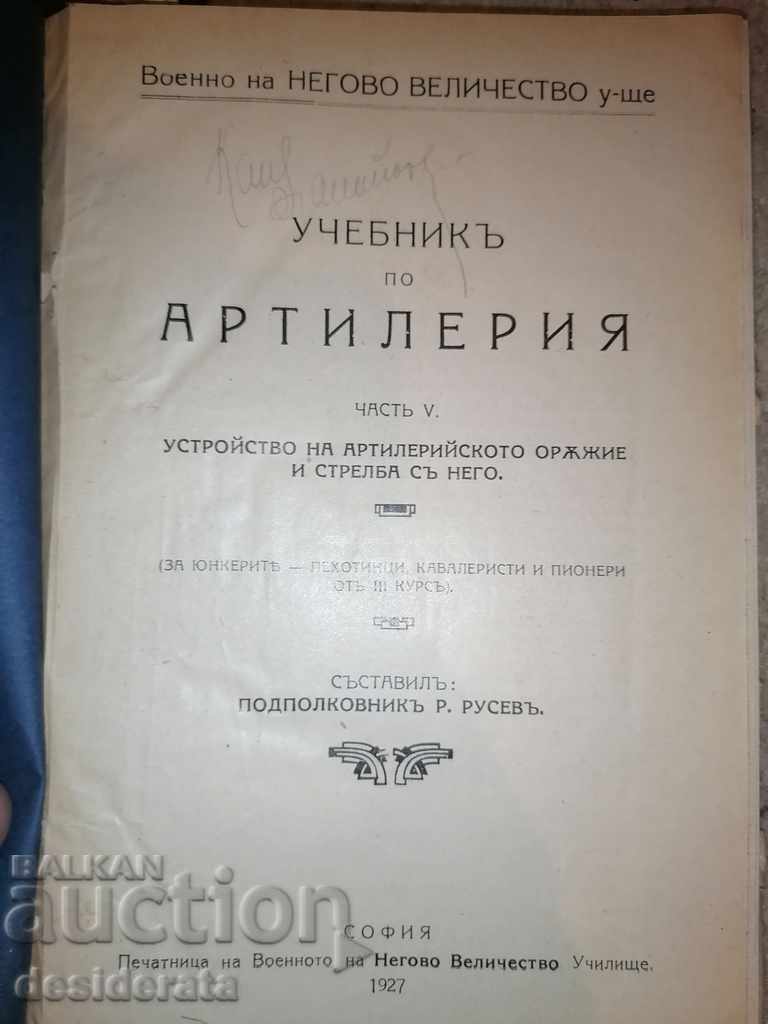 Военно на НЕГОВО ВЕЛИЧЕСТВО у-ще
УЧЕБНИКЪ
ПО
АРТИЛЕРИЯ
ЧАСТЬ V.
УСТРОЙСТВО НА АРТИЛЕРИЙСКОТО ОРѪЖИЕ
И СТРЕЛБА СЪ НЕГО.
(ЗА ЮНКЕРИТѢ — ПЕХОТИНЦИ, КАВАЛЕРИСТИ И ПИОНЕРИ
ОТЪ III КУРСЪ).
СЪСТАВИЛЪ:
ПОДПОЛКОВНИКЪ Р. РУСЕВЪ.
BALKAN
auction
desiderata
СОФИЯ
Печатница на Военното на Негово Величество Училище.
1927